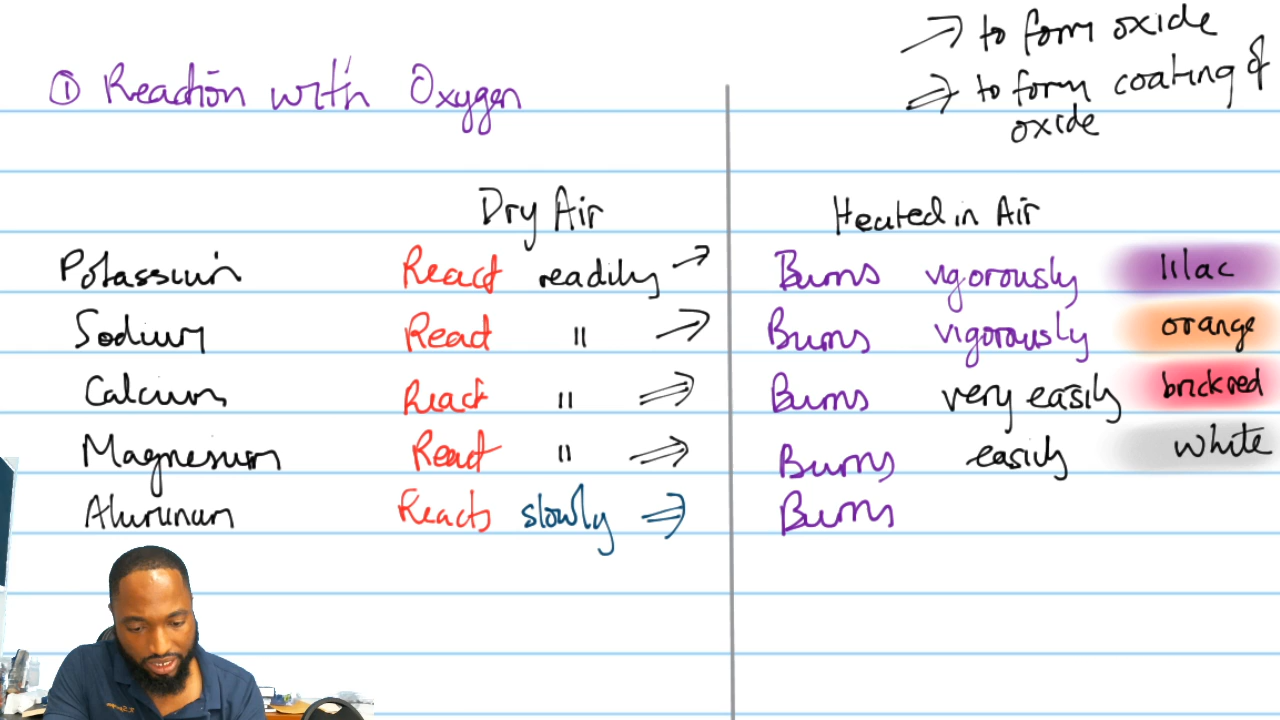 → to form oxide
① Reaction with Oxygen
⇒ to form coating of
oxide
Dry Air Heated in Air
Potassium React readily → Burns vigorously lilac
Sodium React " → Burns vigorously orange
Calcium React " ⇒ Burns very easily brick red
Magnesium React " ⇒ Burns easily white
Aluminum Reacts slowly ⇒ Burns